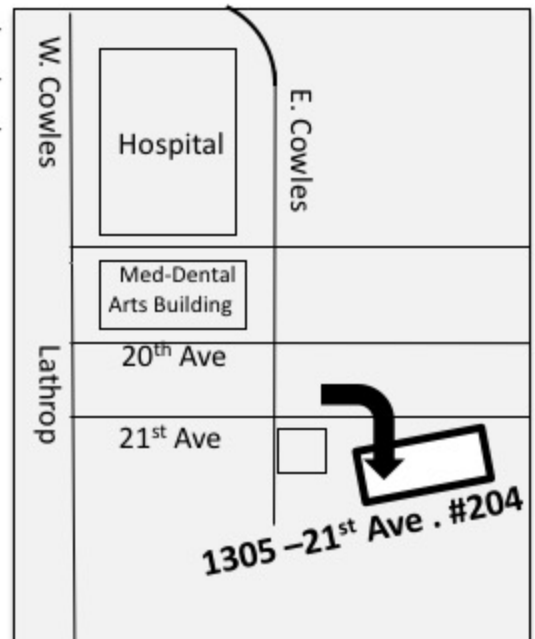 W. Cowles
Hospital
E. Cowles
Med-Dental
Arts Building
20th Ave
Lathrop
21st Ave
1305 –21st Ave . #204